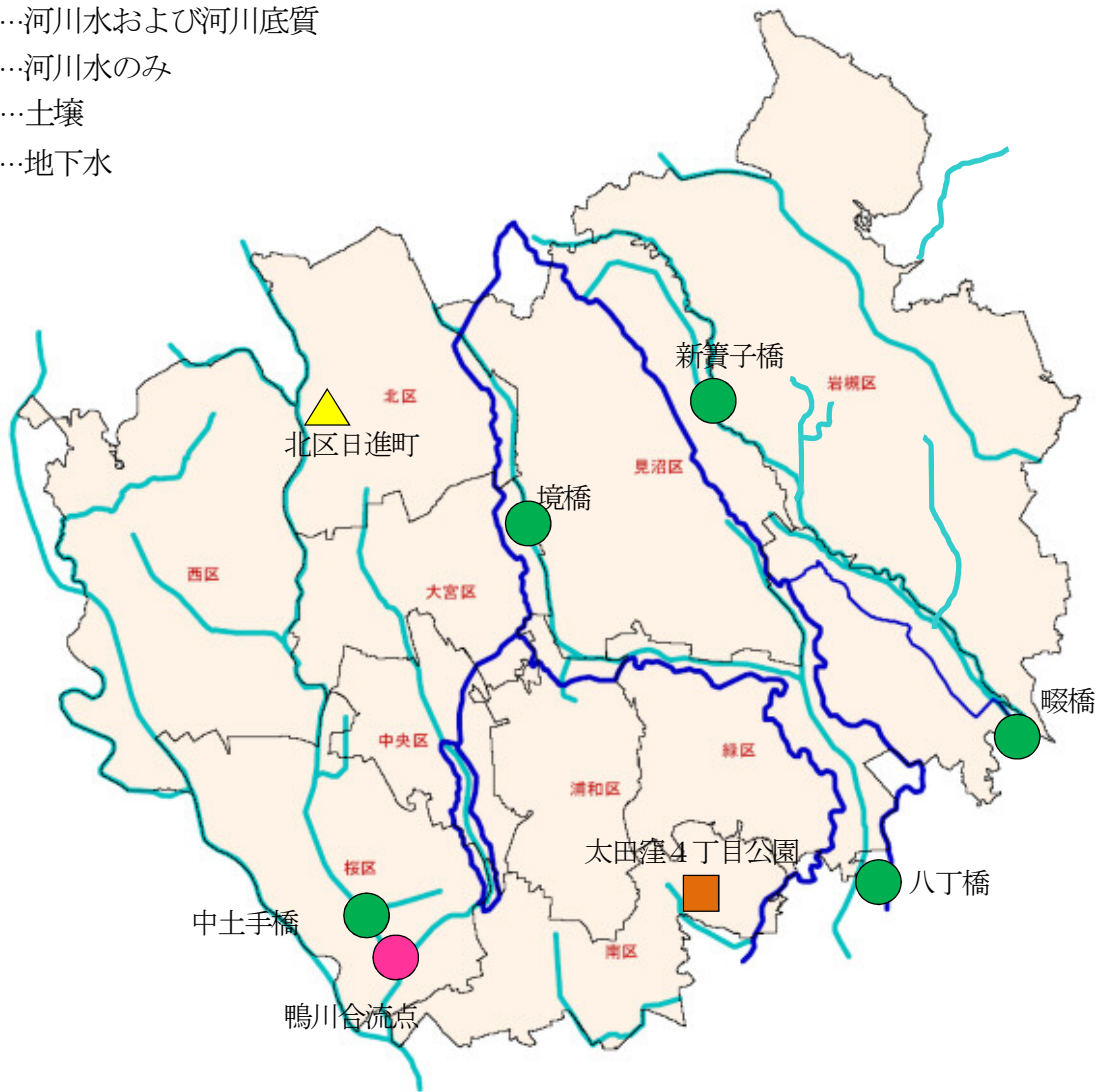 …河川水および河川底質
…河川水のみ
…土壌
…地下水
新簀子橋
岩槻区
北区
北区日進町
見沼区
境橋
西区
大宮区
畷橋
中央区
緑区
浦和区
太田窪4丁目公園
桜区
八丁橋
中土手橋
南区
鴨川合流点